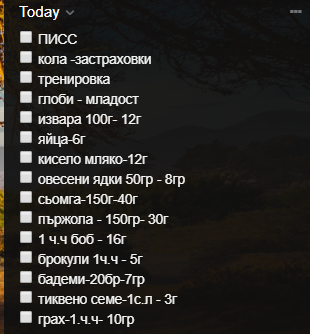 Today
ПИСС
кола -застраховки
тренировка
глоби - младост
извара 100г- 12г
яйца-6г
кисело мляко-12г
овесени ядки 50гр - 8гр
сьомга-150г-40г
пържола - 150гр- 30г
1 ч.ч боб - 16г
брокули 1ч.ч - 5г
бадеми-20бр-7гр
тиквено семе-1с.л - 3г
грах-1.ч.ч- 10гр